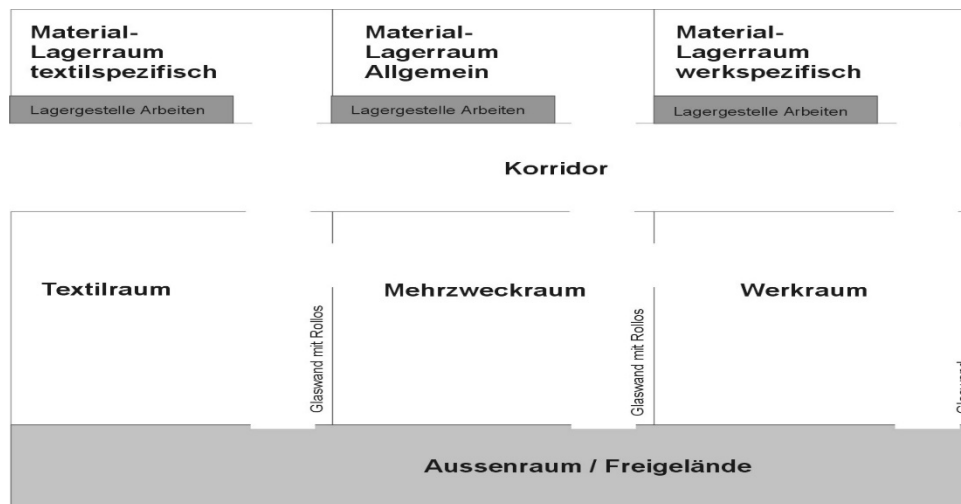 Material-
Lagerraum
textilspezifisch
Material-
Lagerraum
Allgemein
Material-
Lagerraum
werkspezifisch
Lagergestelle Arbeiten
Lagergestelle Arbeiten
Lagergestelle Arbeiten
Korridor
Textilraum
Mehrzweckraum
Werkraum
Glaswand mit Rollos
Glaswand mit Rollos
Aussenraum / Freigelände